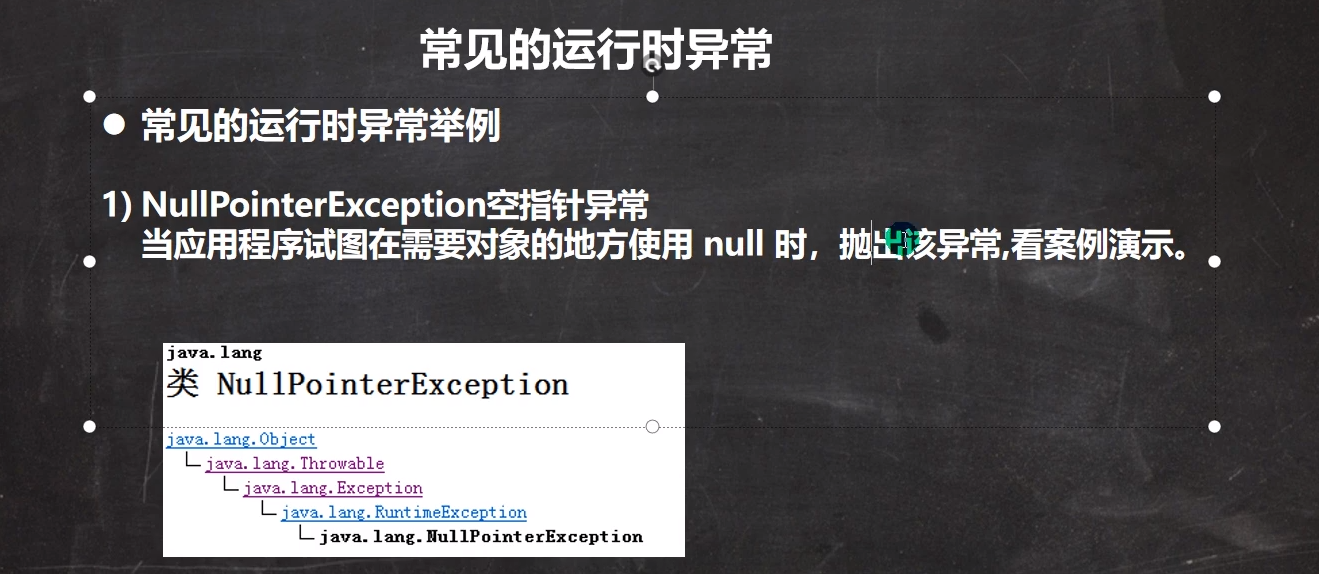 常见的运行时异常
● 常见的运行时异常举例
1) NullPointerException空指针异常
当应用程序试图在需要对象的地方使用 null 时，抛出该异常,看案例演示。
java.lang
类 NullPointerException
java.lang.Object
java.lang.Throwable
java.lang.Exception
java.lang.RuntimeException
java.lang.NullPointerException